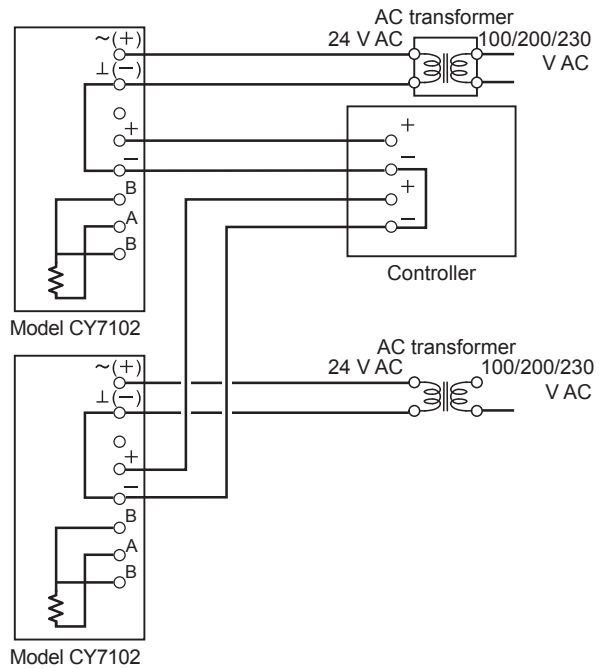 AC transformer
24 V AC
100/200/230
V AC
~(+)
⊥(−)
+
−
B
A
B
+
−
+
−
Controller
Model CY7102
AC transformer
24 V AC
100/200/230
V AC
~(+)
⊥(−)
+
−
B
A
B
Model CY7102